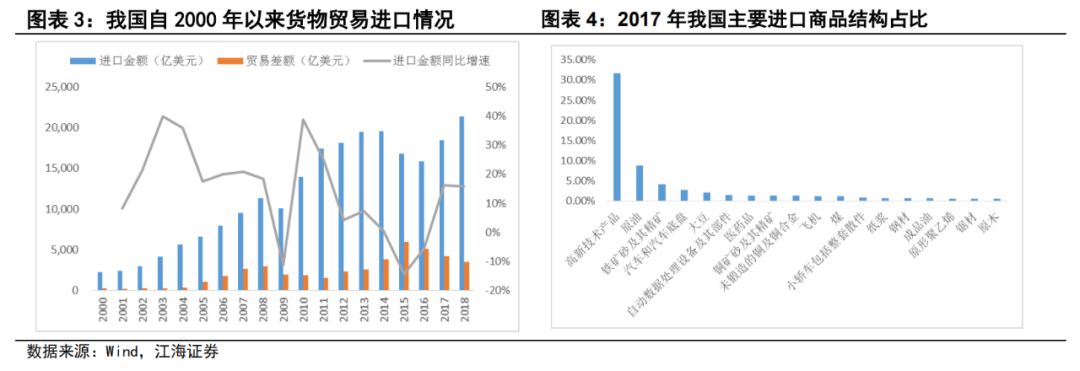 图表 3：我国自 2000 年以来货物贸易进口情况
进口金额（亿美元）
贸易差额（亿美元）
进口金额同比增速
25,000
20,000
15,000
10,000
5,000
0
50%
40%
30%
20%
10%
0%
-10%
-20%
2000
2001
2002
2003
2004
2005
2006
2007
2008
2009
2010
2011
2012
2013
2014
2015
2016
2017
2018
图表 4：2017 年我国主要进口商品结构占比
35.00%
30.00%
25.00%
20.00%
15.00%
10.00%
5.00%
0.00%
高新技术产品
原油
铁矿砂及其精矿
汽车和汽车底盘
大豆
自动数据处理设备及其部件
医药品
铜矿砂及其精矿
未锻造的铜及铜合金
飞机
煤
小轿车包括整套散件
纸浆
钢材
成品油
原形聚乙烯
锯材
原木
数据来源：Wind，江海证券